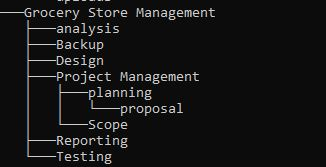 Grocery Store Management
analysis
Backup
Design
Project Management
planning
proposal
Scope
Reporting
Testing